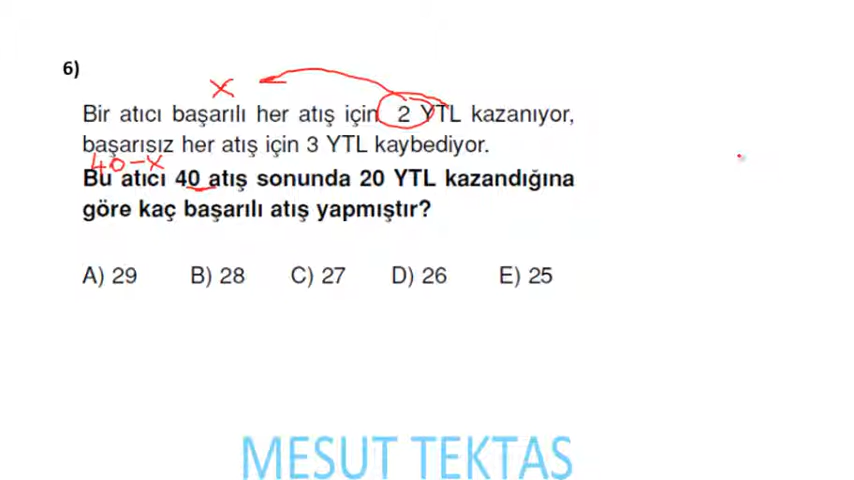 6)
x
Bir atıcı başarılı her atış için 2 YTL kazanıyor,
başarısız her atış için 3 YTL kaybediyor.
40-x
Bu atıcı 40 atış sonunda 20 YTL kazandığına
göre kaç başarılı atış yapmıştır?
A) 29 B) 28 C) 27 D) 26 E) 25
MESUT TEKTAS